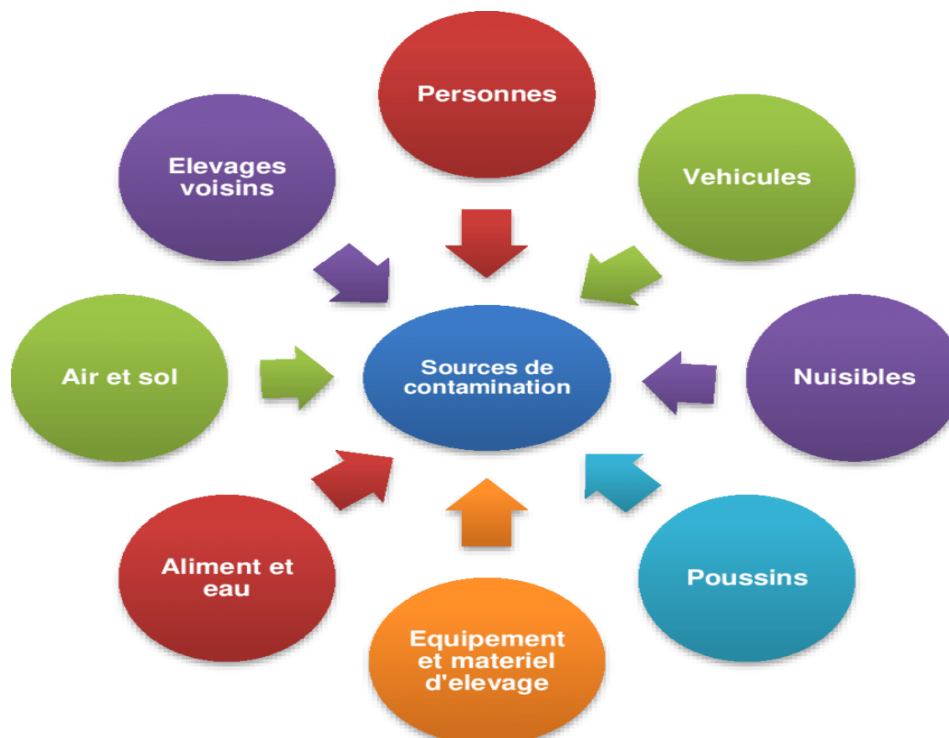 Personnes
Vehicules
Nuisibles
Poussins
Equipement
et materiel
d'elevage
Aliment et
eau
Air et sol
Elevages
voisins
Sources de
contamination